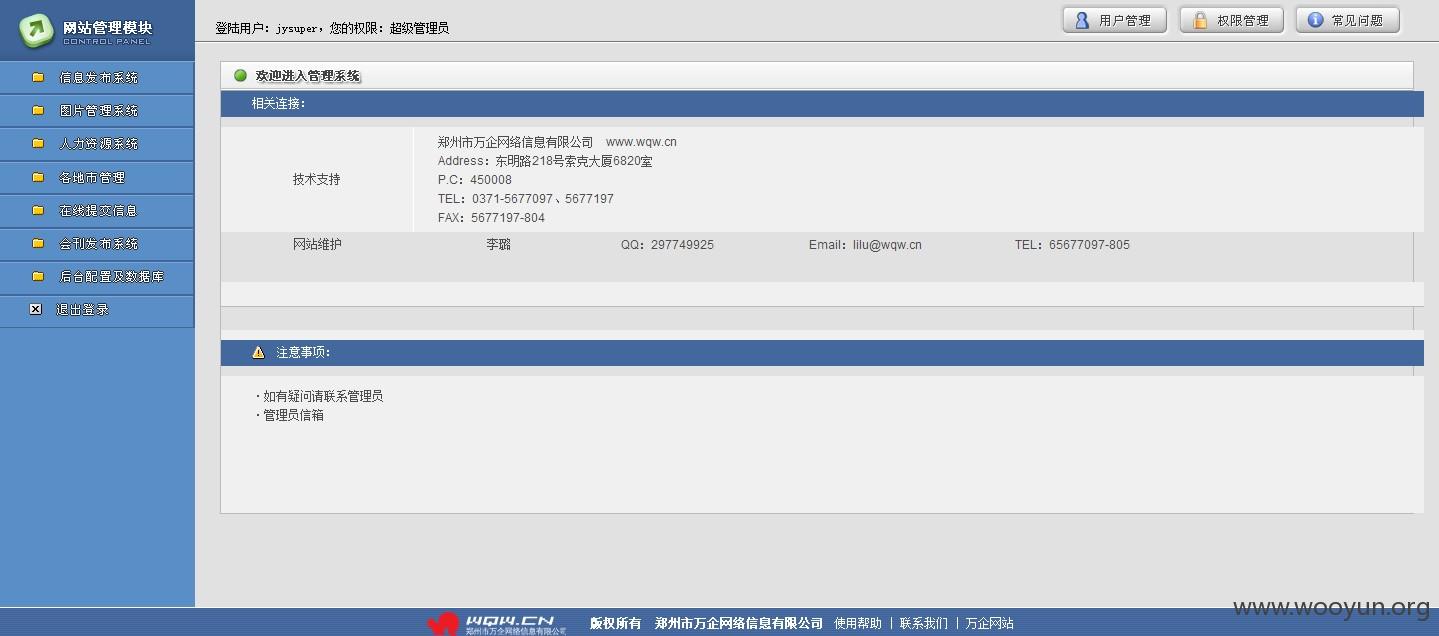 网站管理模块
CONTROL PANEL
登陆用户：jysuper，您的权限：超级管理员
用户管理
权限管理
常见问题
信息发布系统
图片管理系统
人力资源系统
各地市管理
在线提交信息
会刊发布系统
后台配置及数据库
退出登录
欢迎进入管理系统
相关连接：
技术支持
郑州市万企网络信息有限公司 www.wqw.cn
Address：东明路218号索克大厦6820室
P.C：450008
TEL：0371-5677097、5677197
FAX：5677197-804
网站维护 李璐 QQ：297749925 Email：lilu@wqw.cn TEL：65677097-805
注意事项：
·如有疑问请联系管理员
·管理员信箱
WQW.CN
郑州市万企网络信息有限公司
版权所有 郑州市万企网络信息有限公司 使用帮助 | 联系我们 | 万企网站
www.wooyun.org